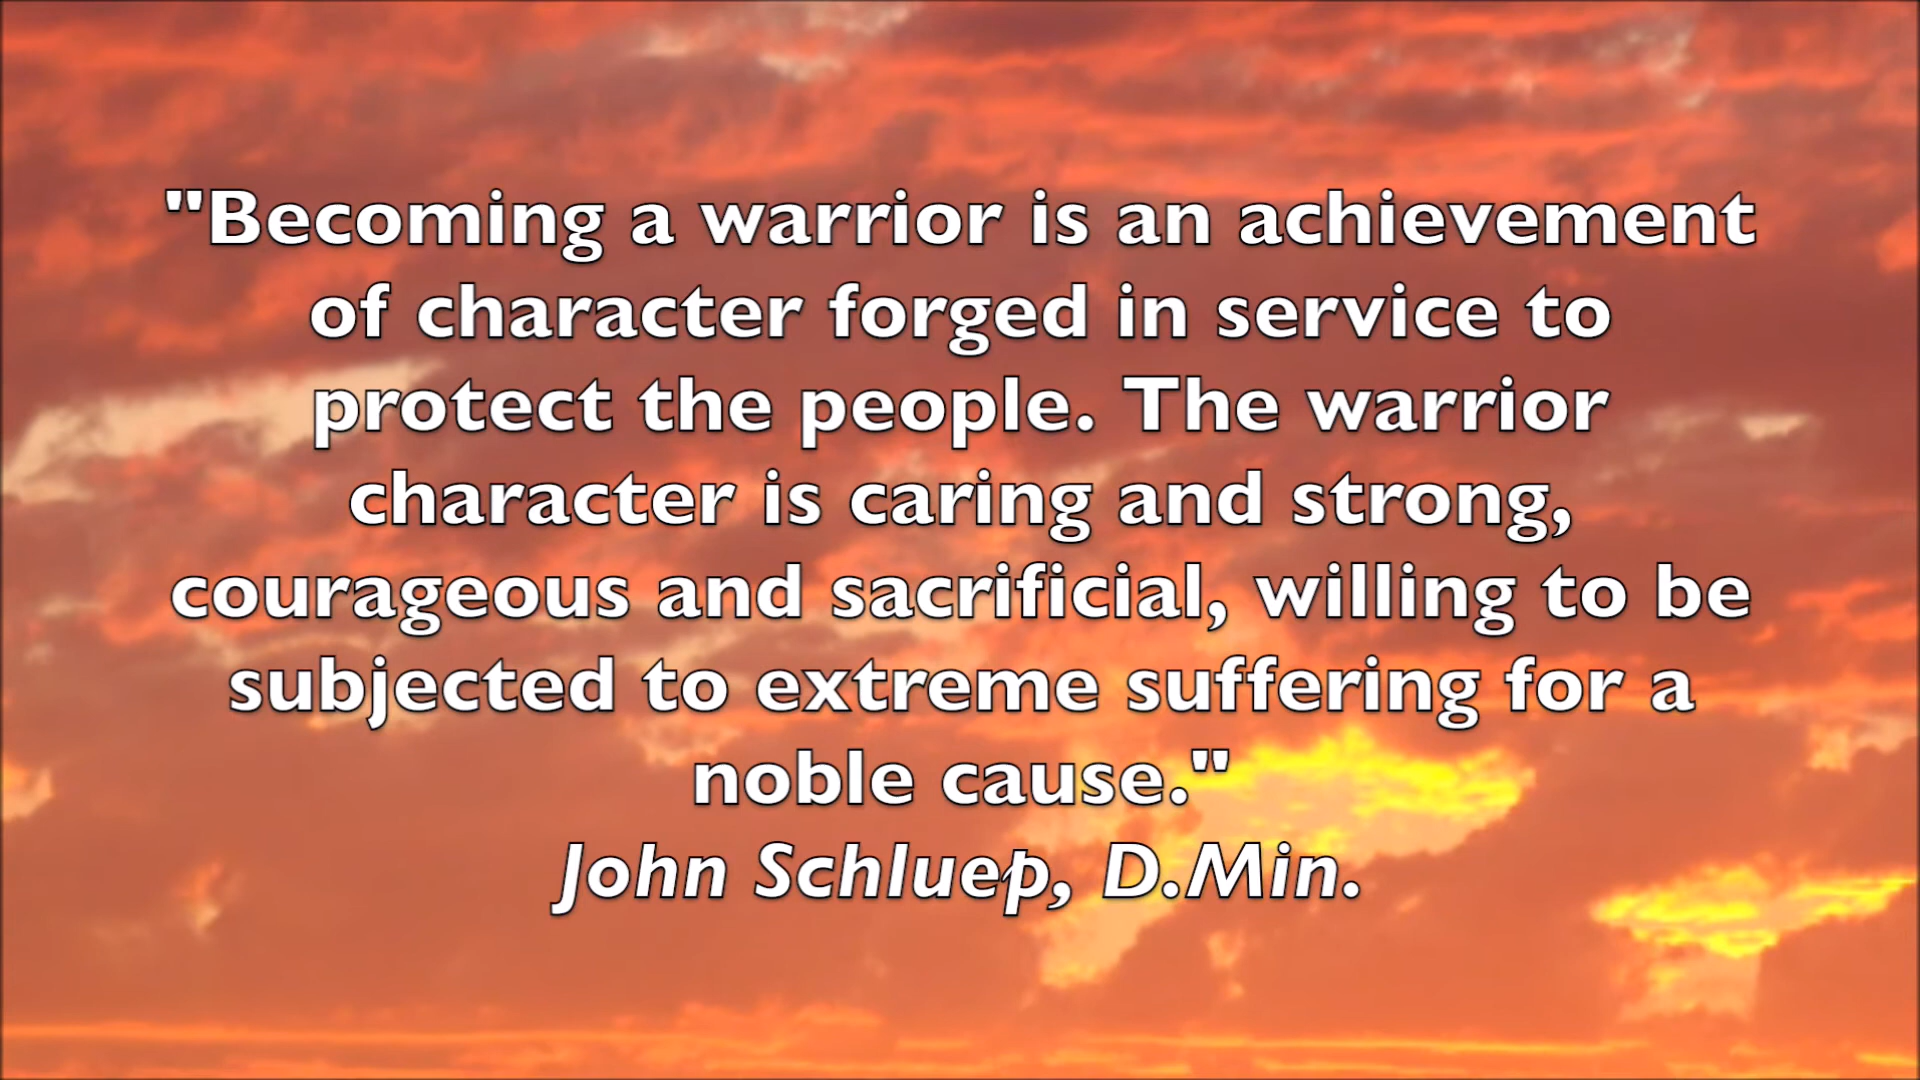 "Becoming a warrior is an achievement
of character forged in service to
protect the people. The warrior
character is caring and strong,
courageous and sacrificial, willing to be
subjected to extreme suffering for a
noble cause."
John Schluep, D.Min.